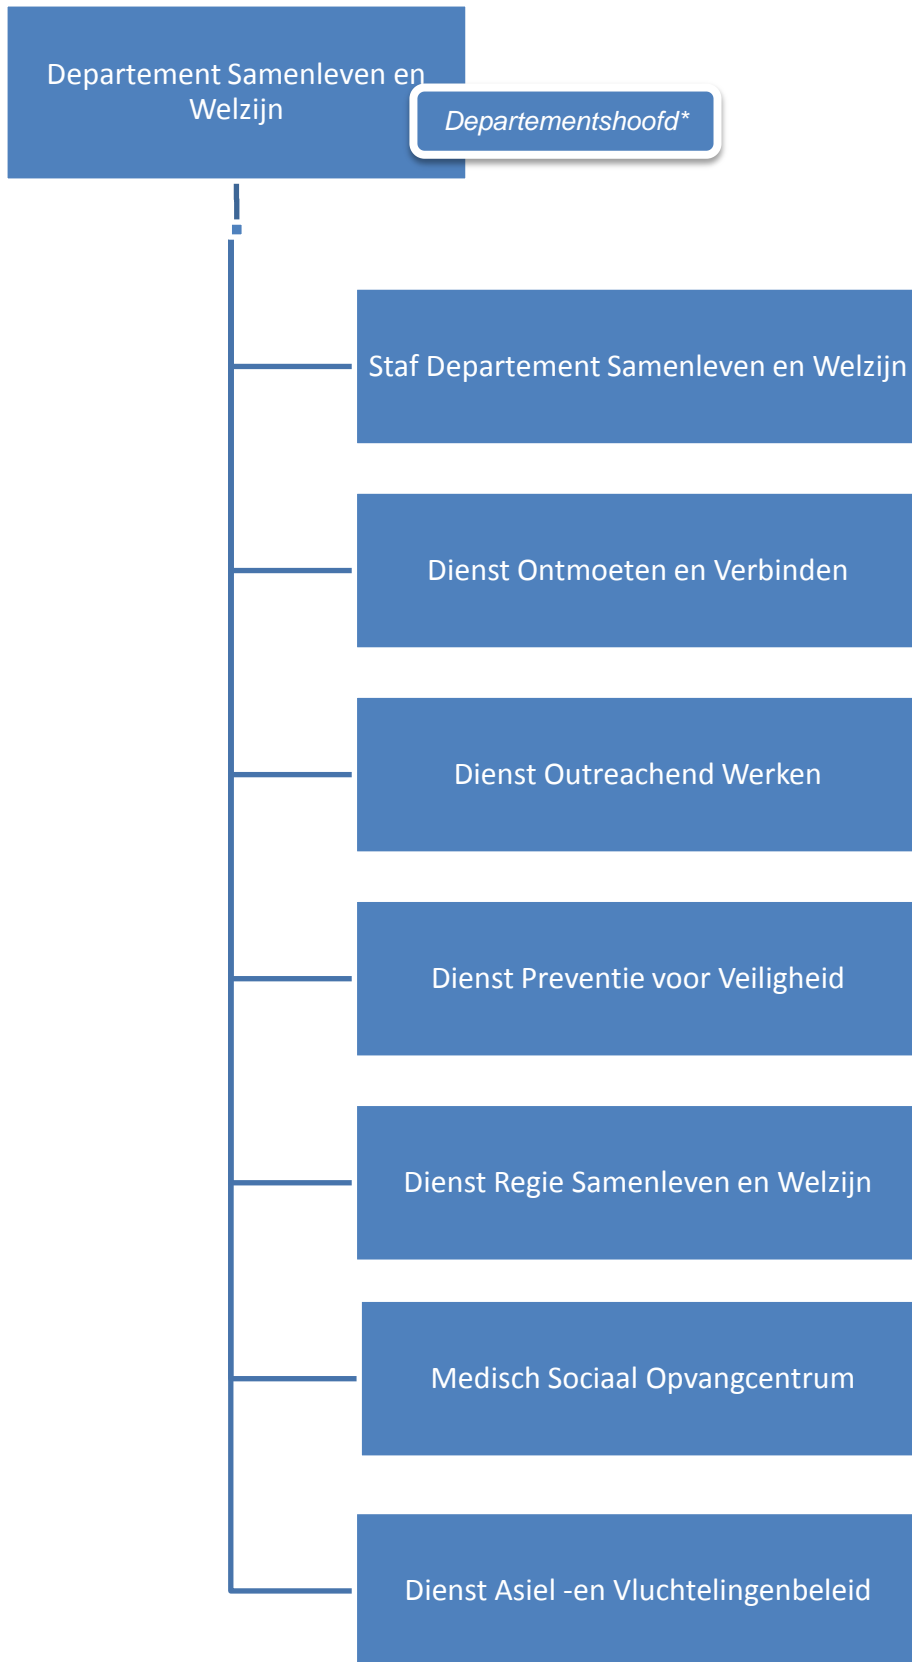 Departement Samenleven en
Welzijn
Departementshoofd*
Staf Departement Samenleven en Welzijn
Dienst Ontmoeten en Verbinden
Dienst Outreachend Werken
Dienst Preventie voor Veiligheid
Dienst Regie Samenleven en Welzijn
Medisch Sociaal Opvangcentrum
Dienst Asiel -en Vluchtelingenbeleid